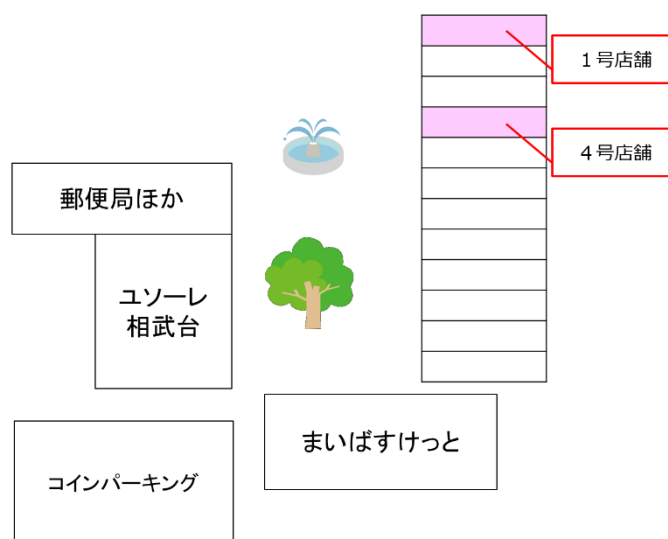 １号店舗
４号店舗
郵便局ほか
ユソーレ
相武台
まいばすけっと
コインパーキング